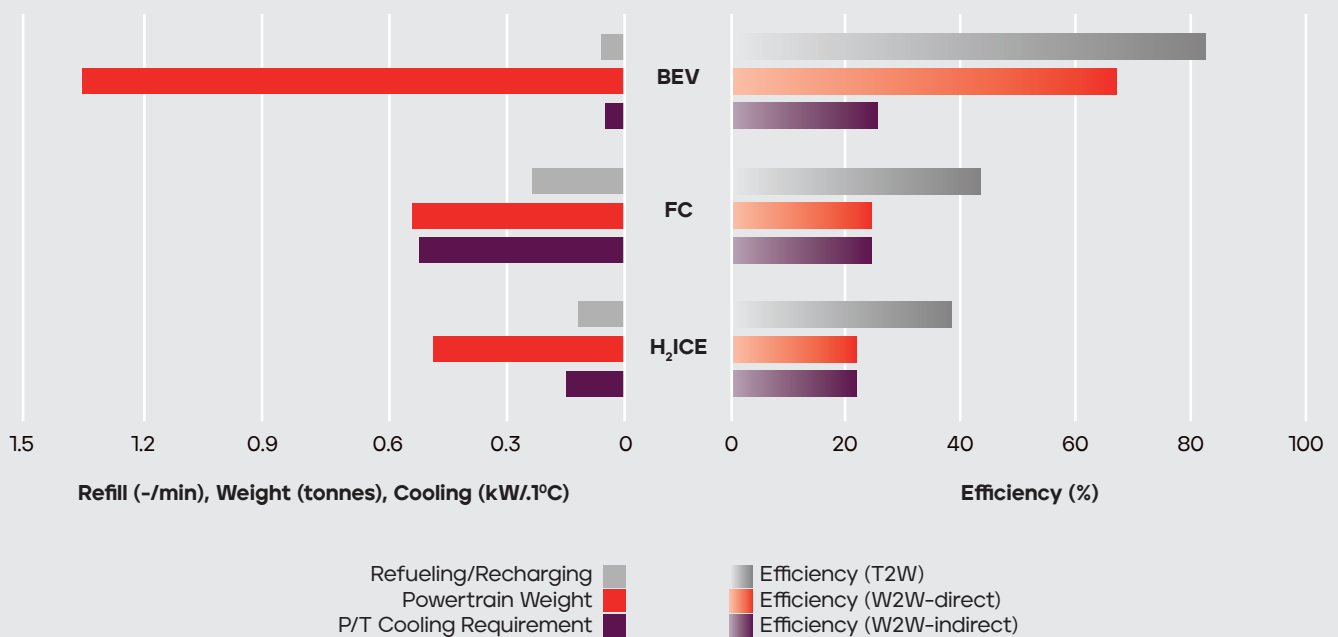 BEV
FC
H₂ICE
1.5 1.2 0.9 0.6 0.3 0 0 20 40 60 80 100
Refill (-/min), Weight (tonnes), Cooling (kW/.1⁰C) Efficiency (%)
Refueling/Recharging Efficiency (T2W)
Powertrain Weight Efficiency (W2W-direct)
P/T Cooling Requirement Efficiency (W2W-indirect)